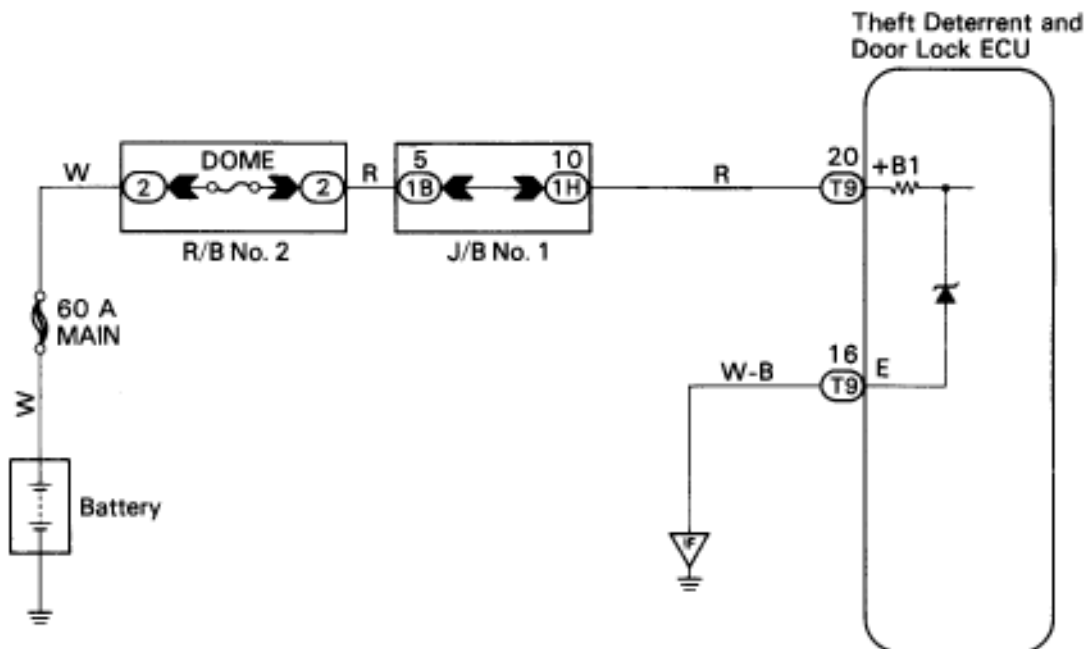 Theft Deterrent and
Door Lock ECU
W
DOME
2
2
R/B No. 2
R
5
10
1B
1H
J/B No. 1
R
20
T9
+B1
60 A
MAIN
W
Battery
W-B
16
T9
E
IF